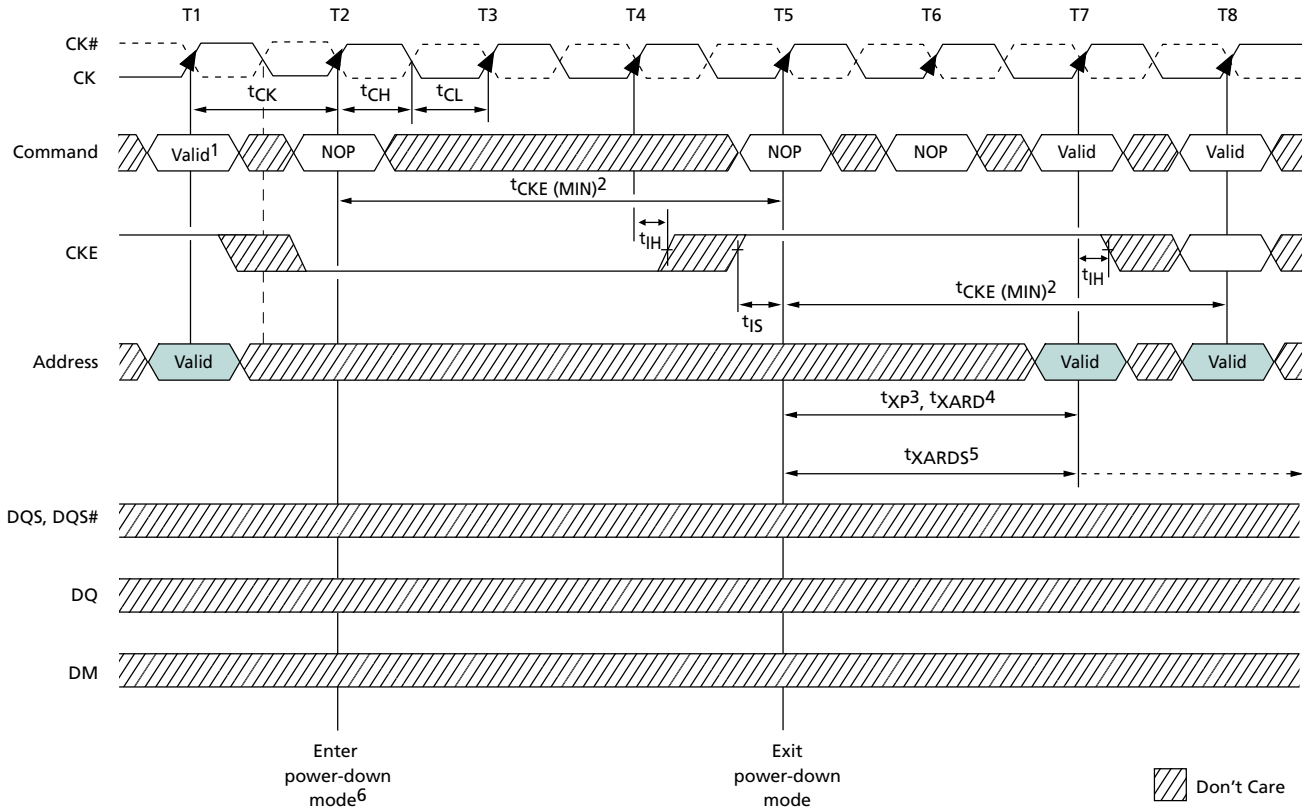 T1 T2 T3 T4 T5 T6 T7 T8
CK#
CK
tCK tCH tCL
Command Valid1 NOP NOP NOP Valid Valid
tCKE (MIN)2
CKE tIH tIH
tCKE (MIN)2
tIS
Address Valid Valid Valid
tXP3, tXARD4
tXARDS5
DQS, DQS#
DQ
DM
Enter
power-down
mode6
Exit
power-down
mode
Don't Care